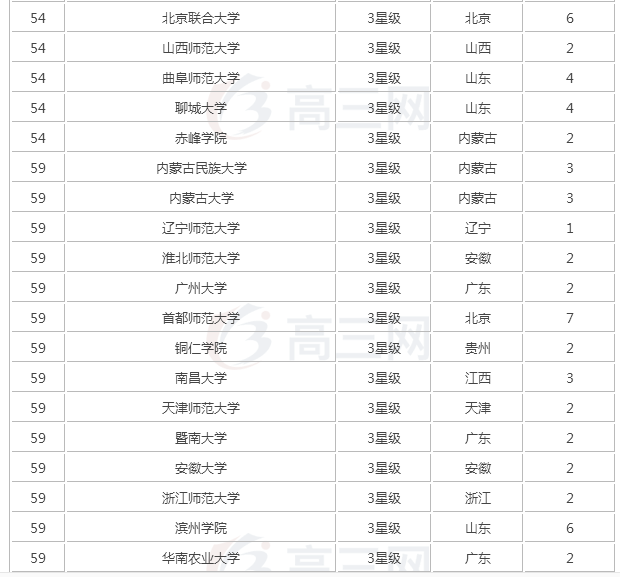 54 北京联合大学 3星级 北京 6
54 山西师范大学 3星级 山西 2
54 曲阜师范大学 3星级 山东 4
54 聊城大学 3星级 山东 4
54 赤峰学院 3星级 内蒙古 2
59 内蒙古民族大学 3星级 内蒙古 3
59 内蒙古大学 3星级 内蒙古 3
59 辽宁师范大学 3星级 辽宁 1
59 淮北师范大学 3星级 安徽 2
59 广州大学 3星级 广东 2
59 首都师范大学 3星级 北京 7
59 铜仁学院 3星级 贵州 2
59 南昌大学 3星级 江西 3
59 天津师范大学 3星级 天津 2
59 暨南大学 3星级 广东 2
59 安徽大学 3星级 安徽 2
59 浙江师范大学 3星级 浙江 2
59 滨州学院 3星级 山东 6
59 华南农业大学 3星级 广东 2
高三网
高三网
高三网